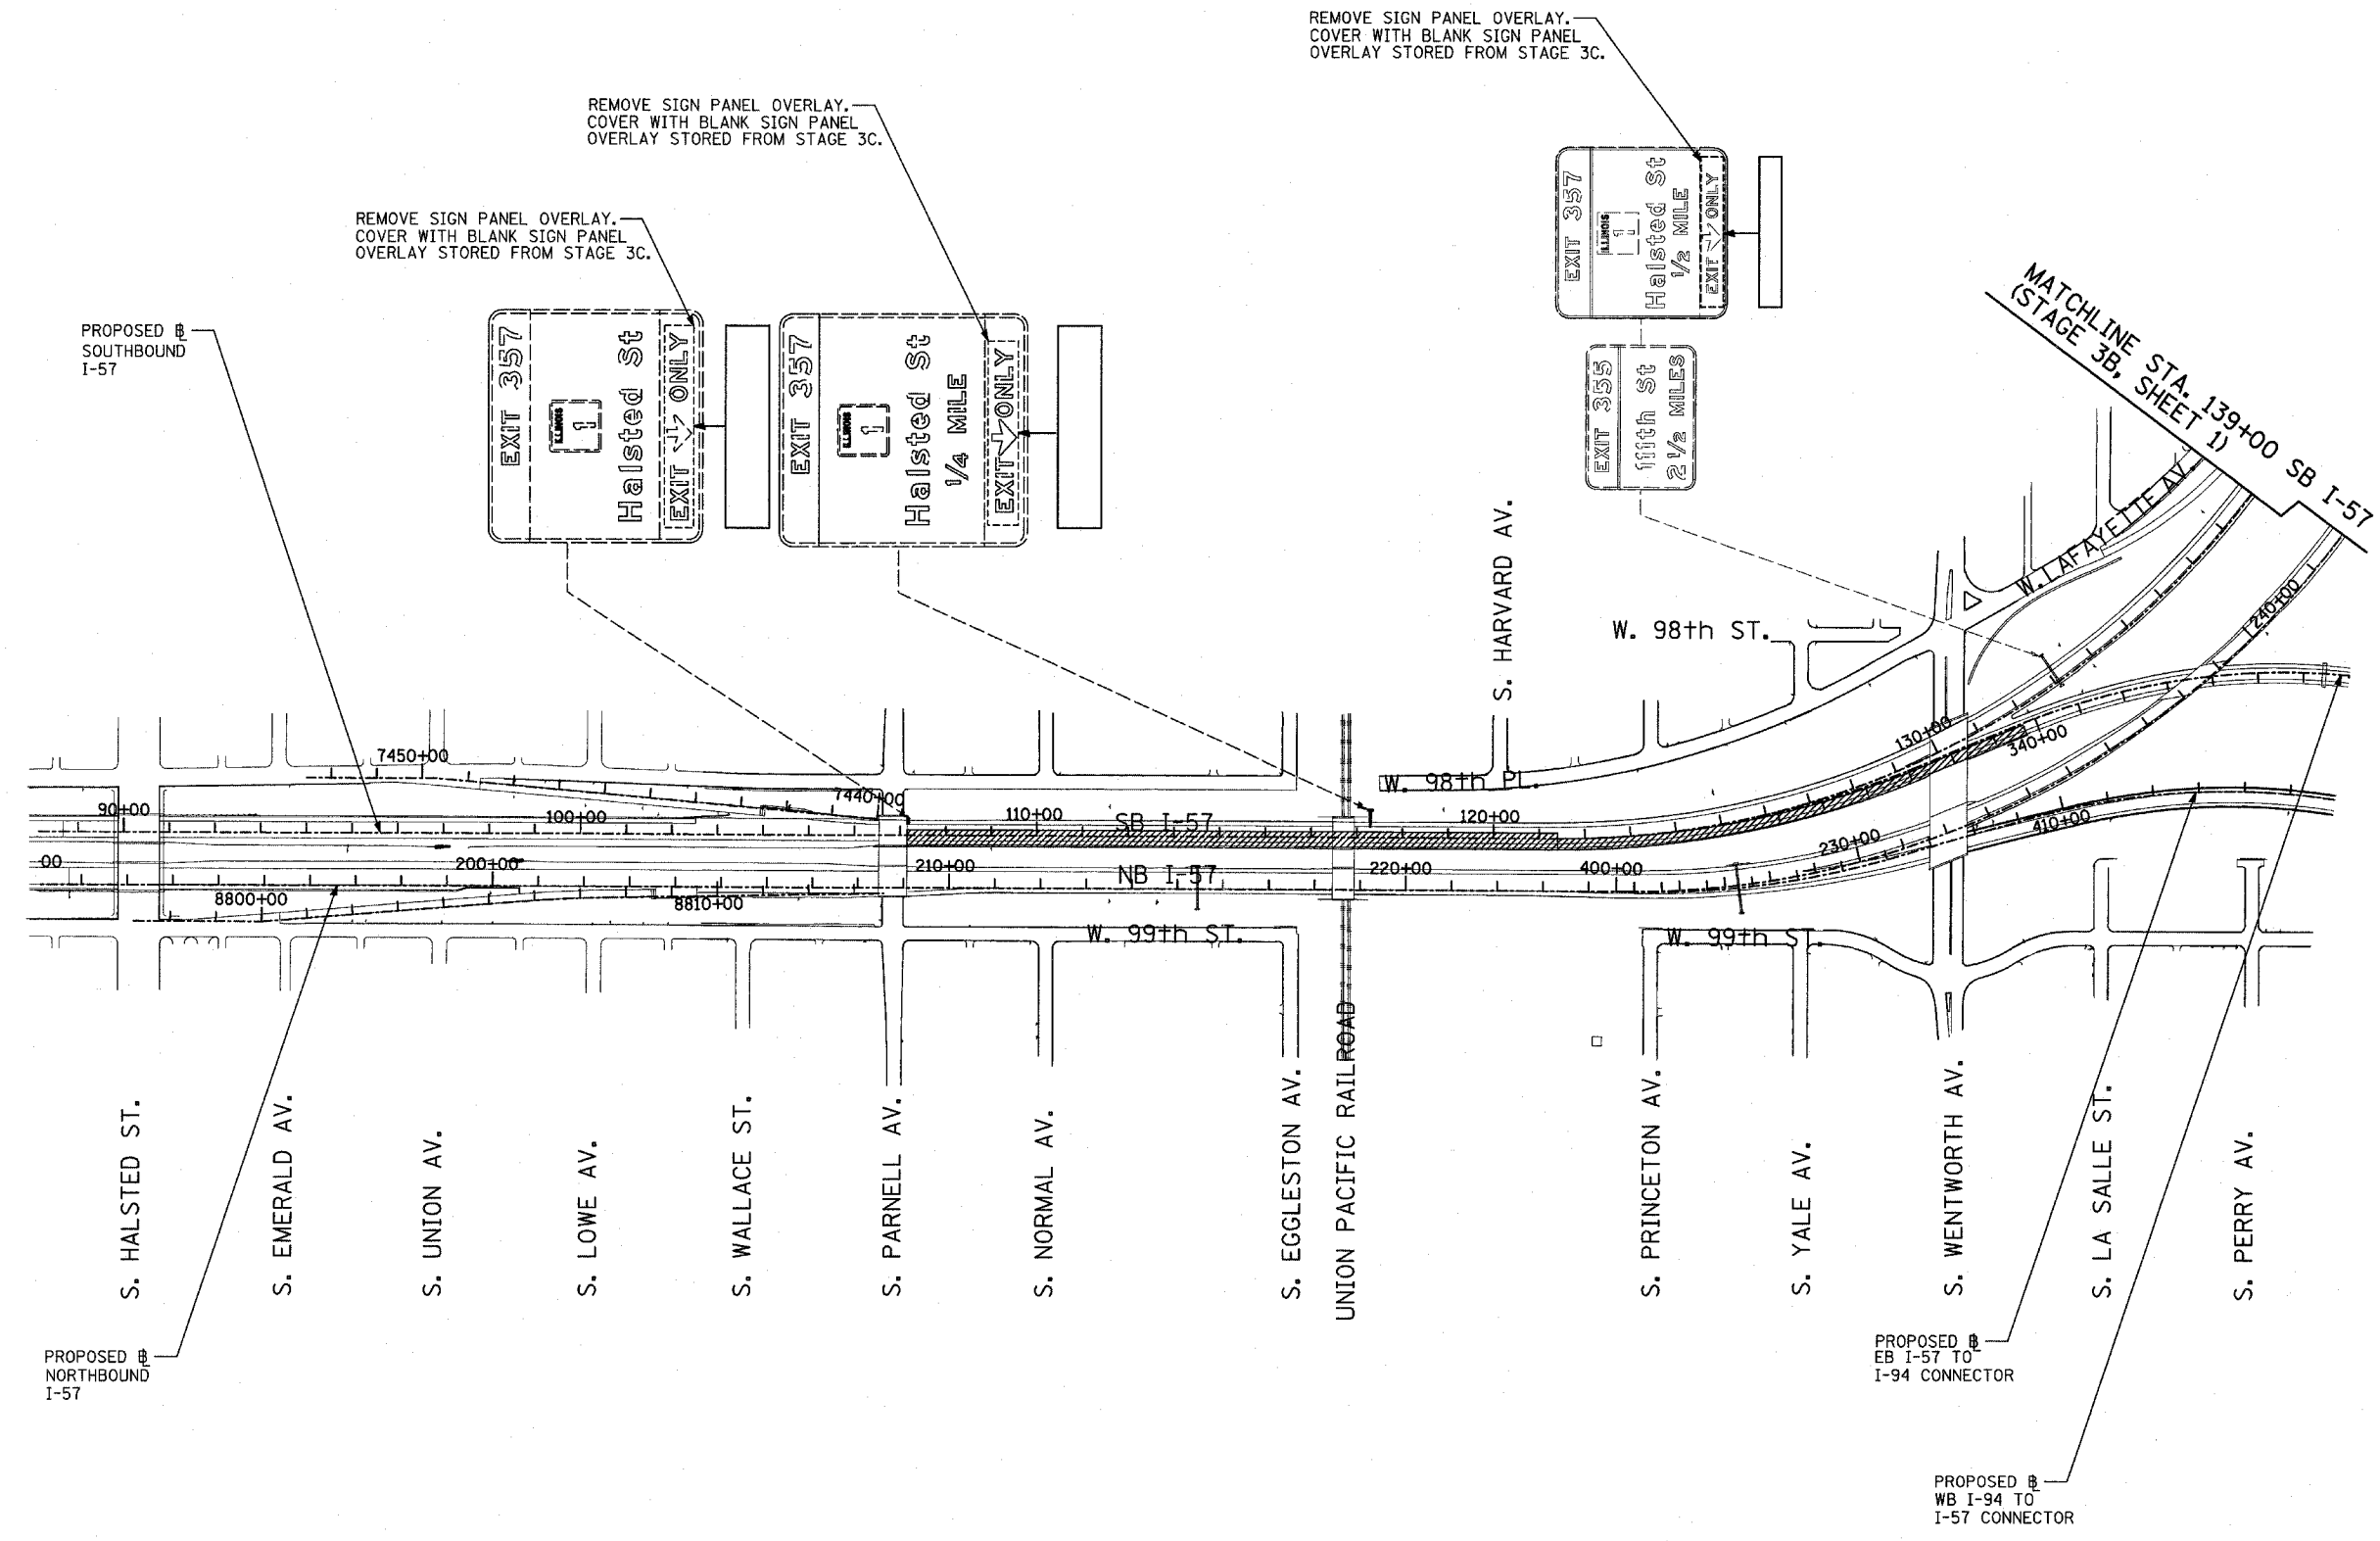 REMOVE SIGN PANEL OVERLAY.
COVER WITH BLANK SIGN PANEL
OVERLAY STORED FROM STAGE 3C.
REMOVE SIGN PANEL OVERLAY.
COVER WITH BLANK SIGN PANEL
OVERLAY STORED FROM STAGE 3C.
REMOVE SIGN PANEL OVERLAY.
COVER WITH BLANK SIGN PANEL
OVERLAY STORED FROM STAGE 3C.
PROPOSED ⅊
SOUTHBOUND
I-57
EXIT 357
ILLINOIS
1
Halsted St
EXIT ONLY
EXIT 357
ILLINOIS
1
Halsted St
1/4 MILE
EXIT ONLY
EXIT 357
ILLINOIS
1
Halsted St
1/2 MILE
EXIT ONLY
EXIT 355
111th St
2 1/2 MILES
MATCHLINE STA. 139+00 SB I-57
(STAGE 3B, SHEET 1)
W. LAFAYETTE AV.
240+00
S. HARVARD AV.
W. 98th ST.
130+00
340+00
7450+00
W. 98th PL.
7440+00
90+00
100+00
110+00
SB I-57
120+00
410+00
230+00
00
200+00
210+00
NB I-57
220+00
400+00
8800+00
8810+00
W. 99th ST.
W. 99th ST.
S. HALSTED ST.
S. EMERALD AV.
S. UNION AV.
S. LOWE AV.
S. WALLACE ST.
S. PARNELL AV.
S. NORMAL AV.
S. EGGLESTON AV.
UNION PACIFIC RAILROAD
S. PRINCETON AV.
S. YALE AV.
S. WENTWORTH AV.
S. LA SALLE ST.
S. PERRY AV.
PROPOSED ⅊
NORTHBOUND
I-57
PROPOSED ⅊
EB I-57 TO
I-94 CONNECTOR
PROPOSED ⅊
WB I-94 TO
I-57 CONNECTOR